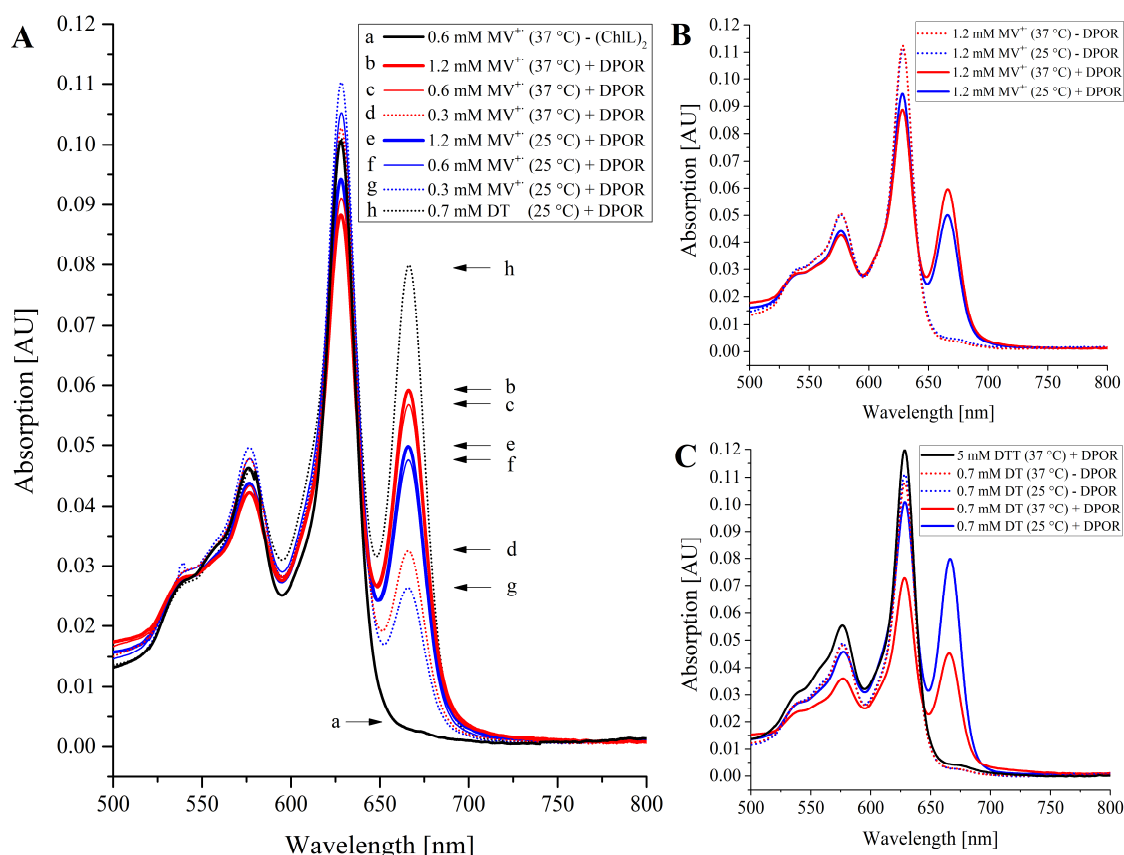 A
a 0.6 mM MV⁺· (37 °C) - (ChlL)₂
b 1.2 mM MV⁺· (37 °C) + DPOR
c 0.6 mM MV⁺· (37 °C) + DPOR
d 0.3 mM MV⁺· (37 °C) + DPOR
e 1.2 mM MV⁺· (25 °C) + DPOR
f 0.6 mM MV⁺· (25 °C) + DPOR
g 0.3 mM MV⁺· (25 °C) + DPOR
h 0.7 mM DT (25 °C) + DPOR
0.12
0.11
0.10
0.09
0.08
0.07
0.06
0.05
0.04
0.03
0.02
0.01
0.00
Absorption [AU]
h
b
c
e
f
d
g
a
500
550
600
650
700
750
800
Wavelength [nm]
B
1.2 mM MV⁺· (37 °C) - DPOR
1.2 mM MV⁺· (25 °C) - DPOR
1.2 mM MV⁺· (37 °C) + DPOR
1.2 mM MV⁺· (25 °C) + DPOR
0.12
0.11
0.10
0.09
0.08
0.07
0.06
0.05
0.04
0.03
0.02
0.01
0.00
Absorption [AU]
500
550
600
650
700
750
800
Wavelength [nm]
C
5 mM DTT (37 °C) + DPOR
0.7 mM DT (37 °C) - DPOR
0.7 mM DT (25 °C) - DPOR
0.7 mM DT (37 °C) + DPOR
0.7 mM DT (25 °C) + DPOR
0.12
0.11
0.10
0.09
0.08
0.07
0.06
0.05
0.04
0.03
0.02
0.01
0.00
Absorption [AU]
500
550
600
650
700
750
800
Wavelength [nm]